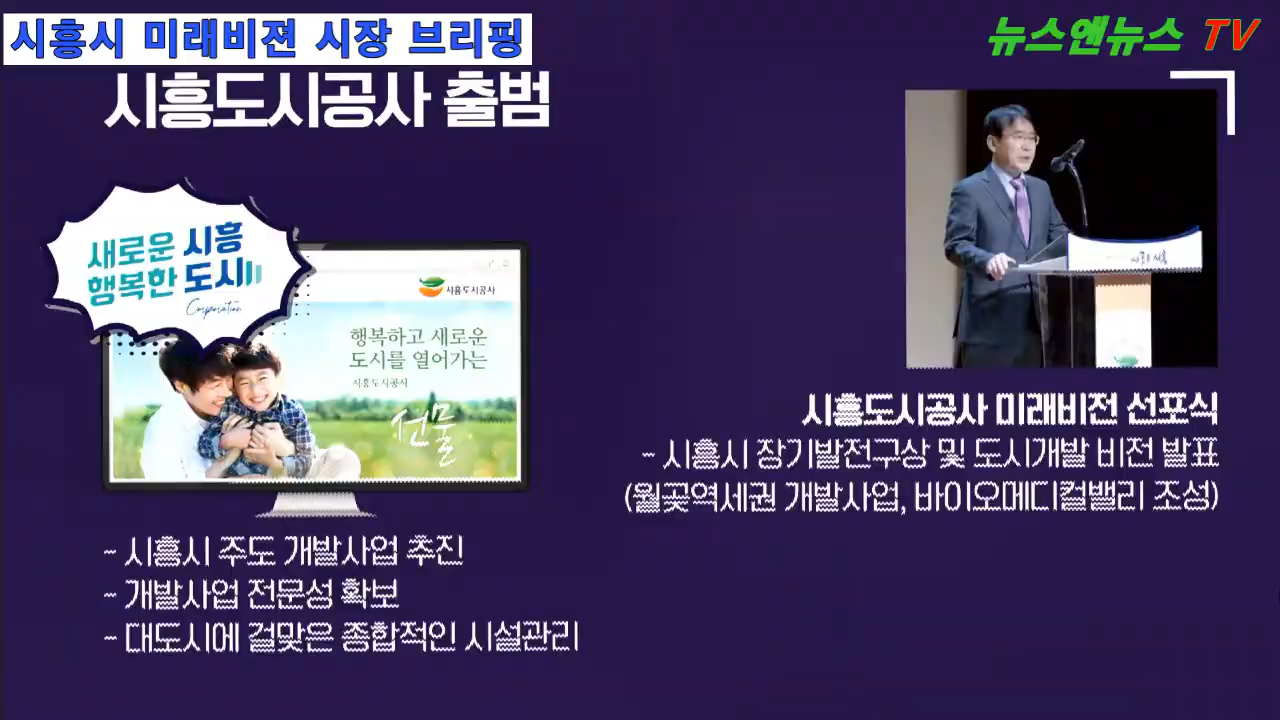 시흥시 미래비젼 시장 브리핑
뉴스앤뉴스 TV
시흥도시공사 출범
새로운 시흥
행복한 도시
Corporation
시흥도시공사
행복하고 새로운
도시를 열어가는
시흥도시공사
선물
- 시흥시 주도 개발사업 추진
- 개발사업 전문성 확보
- 대도시에 걸맞은 종합적인 시설관리
시흥도시공사 미래비전 선포식
- 시흥시 장기발전구상 및 도시개발 비전 발표
(월곶역세권 개발사업, 바이오메디컬밸리 조성)